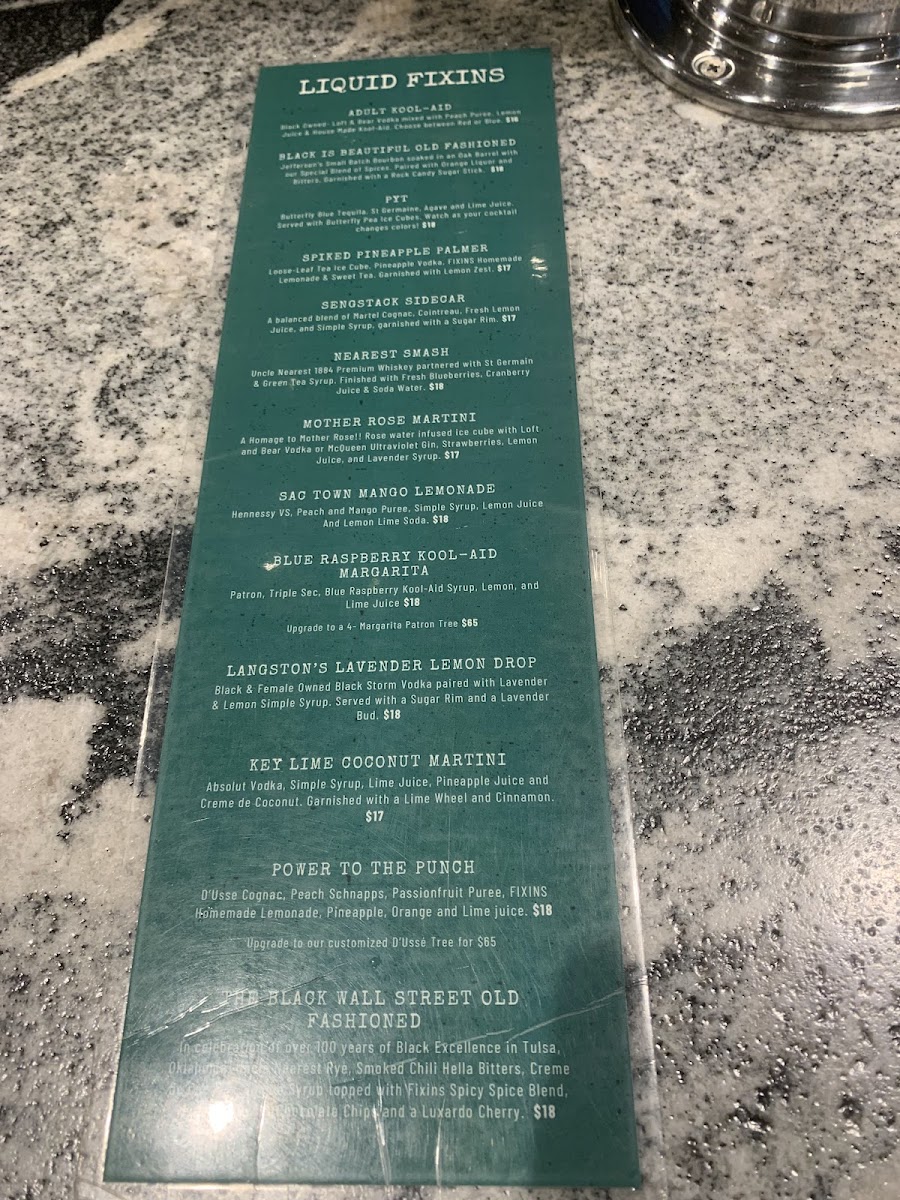 LIQUID FIXINS
ADULT KOOL-AID
Black Owned- Loft & Bear Vodka mixed with Peach Puree, Lemon
Juice & House Made Kool-Aid. Choose between Red or Blue. $16
BLACK IS BEAUTIFUL OLD FASHIONED
Jefferson's Small Batch Bourbon soaked in an Oak Barrel with
our Special Blend of Spices. Paired with Orange Liquor and
Bitters. Garnished with a Rock Candy Sugar Stick. $18
PYT
Butterfly Blue Tequila, St Germaine, Agave and Lime Juice.
Served with Butterfly Pea Ice Cubes. Watch as your cocktail
changes colors! $18
SPIKED PINEAPPLE PALMER
Loose-Leaf Tea Ice Cube, Pineapple Vodka, FIXINS Homemade
Lemonade & Sweet Tea. Garnished with Lemon Zest. $17
SENGSTACK SIDECAR
A balanced blend of Martel Cognac, Cointreau, Fresh Lemon
Juice, and Simple Syrup, garnished with a Sugar Rim. $17
NEAREST SMASH
Uncle Nearest 1884 Premium Whiskey partnered with St Germain
& Green Tea Syrup. Finished with Fresh Blueberries, Cranberry
Juice & Soda Water. $18
MOTHER ROSE MARTINI
A Homage to Mother Rose!! Rose water infused ice cube with Loft
and Bear Vodka or McQueen Ultraviolet Gin, Strawberries, Lemon
Juice, and Lavender Syrup. $17
SAC TOWN MANGO LEMONADE
Hennessy VS, Peach and Mango Puree, Simple Syrup, Lemon Juice
And Lemon Lime Soda. $18
BLUE RASPBERRY KOOL-AID
MARGARITA
Patron, Triple Sec, Blue Raspberry Kool-Aid Syrup, Lemon, and
Lime Juice $18
Upgrade to a 4- Margarita Patron Tree $65
LANGSTON'S LAVENDER LEMON DROP
Black & Female Owned Black Storm Vodka paired with Lavender
& Lemon Simple Syrup. Served with a Sugar Rim and a Lavender
Bud. $18
KEY LIME COCONUT MARTINI
Absolut Vodka, Simple Syrup, Lime Juice, Pineapple Juice and
Creme de Coconut. Garnished with a Lime Wheel and Cinnamon.
$17
POWER TO THE PUNCH
D'Usse Cognac, Peach Schnapps, Passionfruit Puree, FIXINS
Homemade Lemonade, Pineapple, Orange and Lime juice. $18
Upgrade to our customized D'Ussé Tree for $65
THE BLACK WALL STREET OLD
FASHIONED
In celebration of over 100 years of Black Excellence in Tulsa,
Nearest Rye, Smoked Chili Hella Bitters, Creme
Syrup topped with Fixins Spicy Spice Blend,
Chips and a Luxardo Cherry. $18